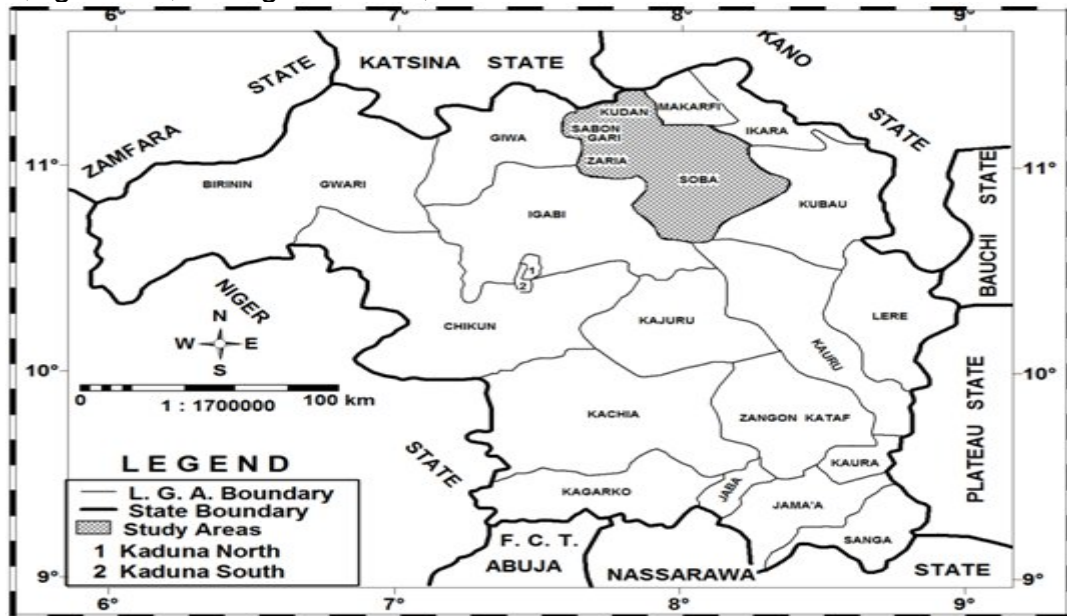 6° 7° 8° 9°
KANO
STATE
KATSINA STATE
STATE
ZAMFARA
MAKARFI
KUDAN
SABON
GARI
IKARA
GIWA
ZARIA
11° 11°
BIRININ GWARI
SOBA
KUBAU
IGABI
BAUCHI STATE
1
2
NIGER
STATE
CHIKUN
KAJURU
LERE
KAURU
N
W E
S
10° 10°
0 100 km
1 : 1700000
KACHIA
ZANGON KATAF
PLATEAU STATE
KAURA
LEGEND
L. G. A. Boundary
State Boundary
Study Areas
1 Kaduna North
2 Kaduna South
KAGARKO
JABA
JAMA'A
SANGA
F. C. T.
ABUJA
NASSARAWA
STATE
9° 9°
6° 7° 8° 9°